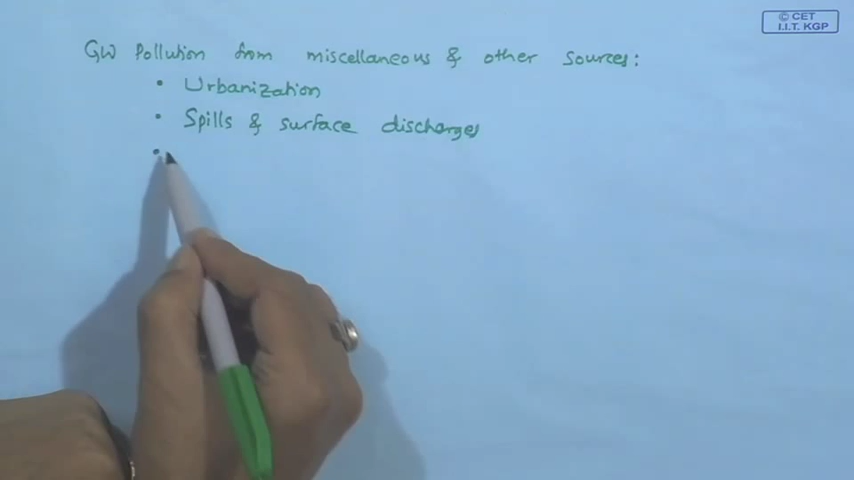 © CET
I.I.T. KGP
GW Pollution from miscellaneous & other sources:
• Urbanization
• Spills & surface discharges
•